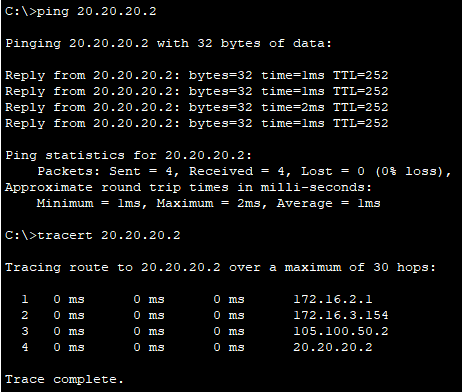 C:\>ping 20.20.20.2
Pinging 20.20.20.2 with 32 bytes of data:
Reply from 20.20.20.2: bytes=32 time=1ms TTL=252
Reply from 20.20.20.2: bytes=32 time=1ms TTL=252
Reply from 20.20.20.2: bytes=32 time=2ms TTL=252
Reply from 20.20.20.2: bytes=32 time=1ms TTL=252
Ping statistics for 20.20.20.2:
    Packets: Sent = 4, Received = 4, Lost = 0 (0% loss),
Approximate round trip times in milli-seconds:
    Minimum = 1ms, Maximum = 2ms, Average = 1ms
C:\>tracert 20.20.20.2
Tracing route to 20.20.20.2 over a maximum of 30 hops:
  1   0 ms      0 ms      0 ms      172.16.2.1
  2   0 ms      0 ms      0 ms      172.16.3.154
  3   0 ms      0 ms      0 ms      105.100.50.2
  4   0 ms      0 ms      0 ms      20.20.20.2
Trace complete.